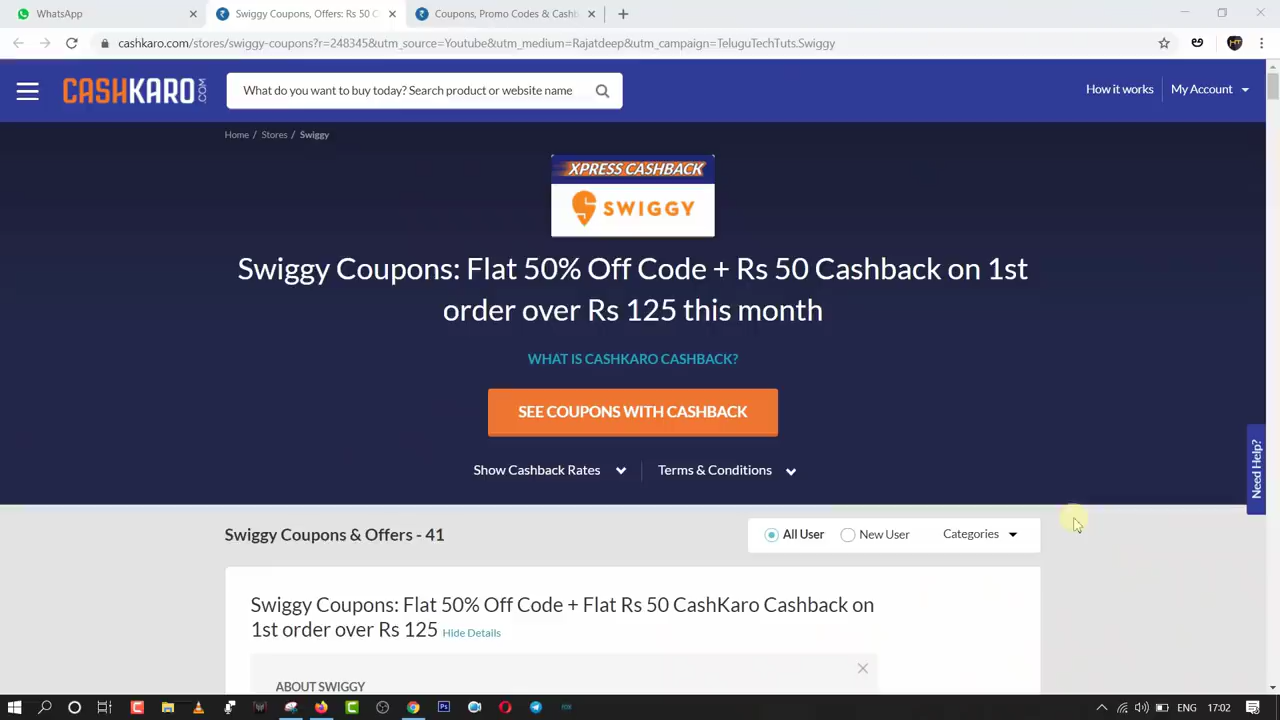 WhatsApp
Swiggy Coupons, Offers: Rs 50 C
Coupons, Promo Codes & Cashb
cashkaro.com/stores/swiggy-coupons?r=248345&utm_source=Youtube&utm_medium=Rajatdeep&utm_campaign=TeluguTechTuts.Swiggy
CASHKARO.COM
What do you want to buy today? Search product or website name
How it works
My Account
Home / Stores / Swiggy
XPRESS CASHBACK
SWIGGY
Swiggy Coupons: Flat 50% Off Code + Rs 50 Cashback on 1st
order over Rs 125 this month
WHAT IS CASHKARO CASHBACK?
SEE COUPONS WITH CASHBACK
Show Cashback Rates
Terms & Conditions
Need Help?
Swiggy Coupons & Offers - 41
All User
New User
Categories
Swiggy Coupons: Flat 50% Off Code + Flat Rs 50 CashKaro Cashback on
1st order over Rs 125 Hide Details
ABOUT SWIGGY
ENG
17:02